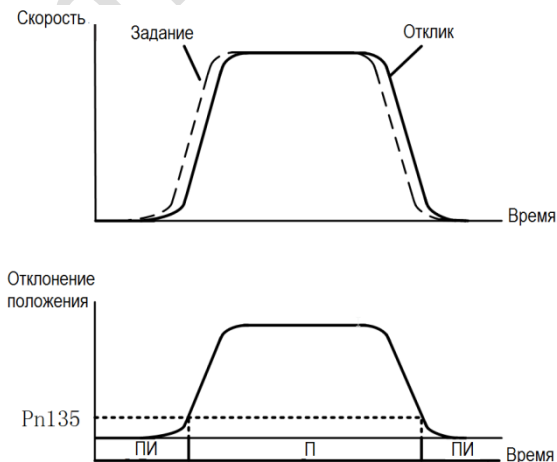 Скорость
Задание
Отклик
Время
Отклонение
положения
Pn135
ПИ
П
ПИ
Время